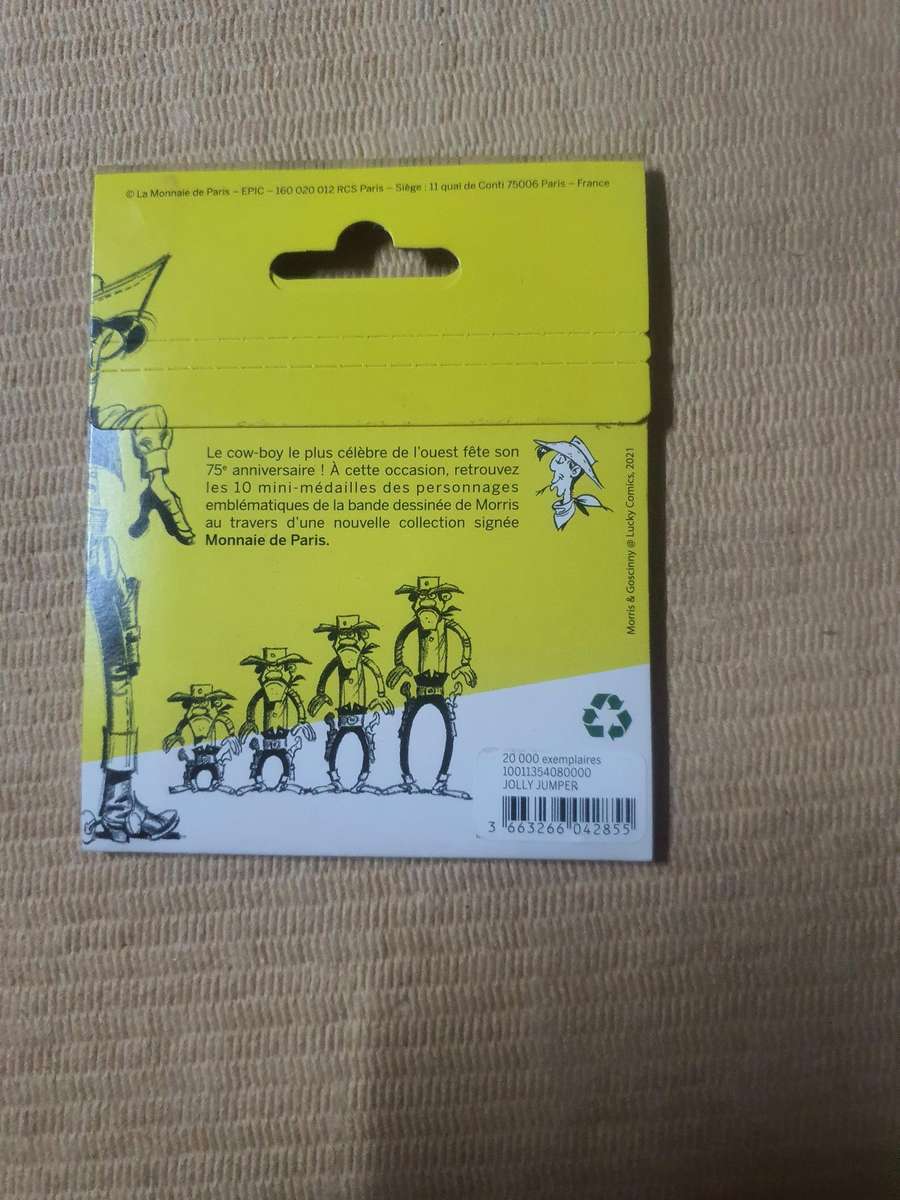 © La Monnaie de Paris – EPIC – 160 020 012 RCS Paris – Siège : 11 quai de Conti 75006 Paris – France
Le cow-boy le plus célèbre de l'ouest fête son
75e anniversaire ! À cette occasion, retrouvez
les 10 mini-médailles des personnages
emblématiques de la bande dessinée de Morris
au travers d'une nouvelle collection signée
Monnaie de Paris.
Morris & Goscinny @ Lucky Comics, 2021
20 000 exemplaires
10011354080000
JOLLY JUMPER
3 663266 042855